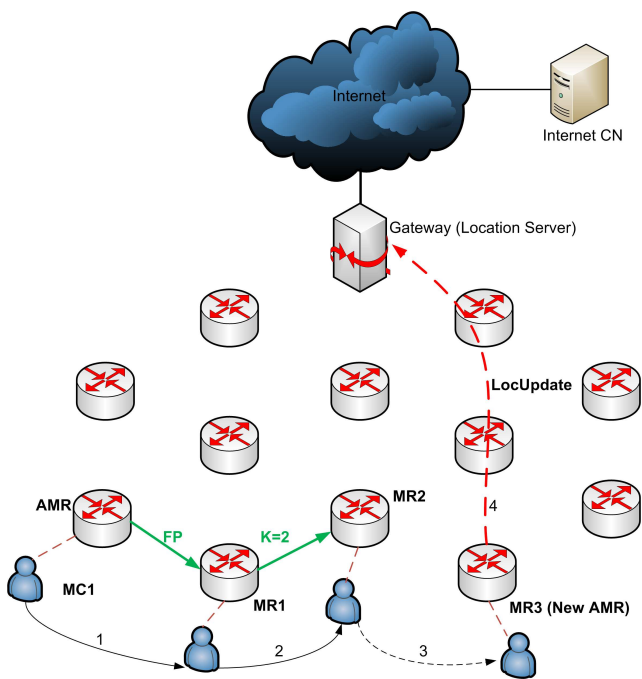 Internet
Internet CN
Gateway (Location Server)
LocUpdate
AMR
MR2
4
FP
K=2
MC1
MR1
MR3 (New AMR)
1
2
3